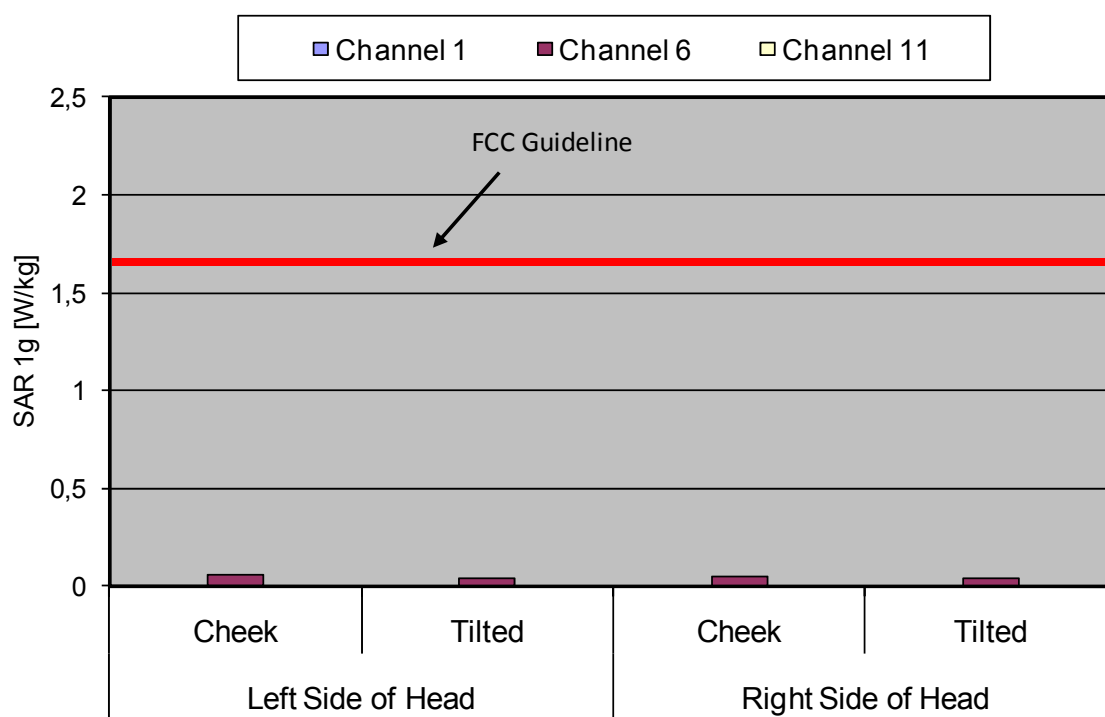 Channel 1 Channel 6 Channel 11
2,5
FCC Guideline
2
1,5
1
0,5
0
SAR 1g [W/kg]
Cheek Tilted Cheek Tilted
Left Side of Head Right Side of Head